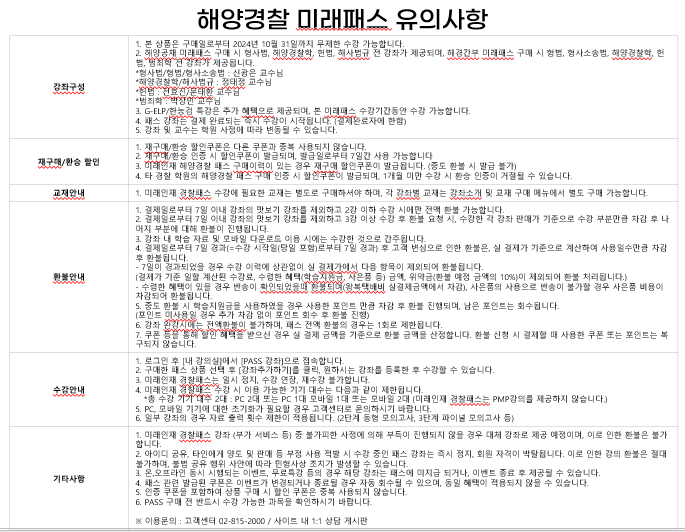 해양경찰 미래패스 유의사항
강좌구성
1. 본 상품은 구매일로부터 2024년 10월 31일까지 무제한 수강 가능합니다.
2. 해양공채 미래패스 구매 시 형사법, 해양경찰학, 헌법, 해사법규 전 강좌가 제공되며, 해경간부 미래패스 구매 시 형법, 형사소송법, 해양경찰학, 헌
법, 범죄학 전 강좌가 제공됩니다.
*형사법/형법/형사소송법 : 신광은 교수님
*해양경찰학/해사법규 : 정태정 교수님
*헌법 : 전효진/문태환 교수님
*범죄학 : 박상민 교수님
3. G-ELP/한능검 특강은 추가 혜택으로 제공되며, 본 미래패스 수강기간동안 수강 가능합니다.
4. 패스 강좌는 결제 완료되는 즉시 수강이 시작됩니다. (결제완료자에 한함)
5. 강좌 및 교수는 학원 사정에 따라 변동될 수 있습니다.
재구매/환승 할인
1. 재구매/환승 할인쿠폰은 다른 쿠폰과 중복 사용되지 않습니다.
2. 재구매/환승 인증 시 할인쿠폰이 발급되며, 발급일로부터 7일간 사용 가능합니다
3. 미래인재 해양경찰 패스 구매이력이 있는 경우 재구매 할인쿠폰이 발급됩니다. (중도 환불 시 발급 불가)
4. 타 경찰 학원의 해양경찰 패스 수강 인증 시 할인쿠폰이 발급되며, 1개월 미만 수강 시 환승 인증이 거절될 수 있습니다.
교재안내
1. 미래인재 경찰패스 수강에 필요한 교재는 별도로 구매하셔야 하며, 각 강좌별 교재는 강좌소개 및 교재 구매 메뉴에서 별도 구매 가능합니다.
환불안내
1. 결제일로부터 7일 이내 강좌의 맛보기 강좌를 제외하고 2강 이하 수강 시에만 전액 환불 가능합니다.
2. 결제일로부터 7일 이내 강좌의 맛보기 강좌를 제외하고 3강 이상 수강 후 환불 요청 시, 수강한 각 강좌 판매가 기준으로 수강 부분만큼 차감 후 나
머지 부분에 대해 환불이 진행됩니다.
3. 강좌 내 학습 자료 및 모바일 다운로드 이용 시에는 수강한 것으로 간주됩니다.
4. 결제일로부터 7일 경과(=수강 시작일(당일 포함)로부터 7일 경과) 후 고객 변심으로 인한 환불은, 실 결제가 기준으로 계산하여 사용일수만큼 차감
후 환불됩니다.
- 7일이 경과되었을 경우 수강 이력에 상관없이 실 결제가에서 다음 항목이 제외되어 환불됩니다.
(결제가 기준 일할 계산된 수강료, 수령한 혜택(학습지원금, 사은품 등) 금액, 위약금(환불 예정 금액의 10%)이 제외되어 환불 처리됩니다.)
- 수령한 혜택이 있을 경우 반송이 확인되었을때 환불되며(왕복택배비 실결제금액에서 차감), 사은품의 사용으로 반송이 불가할 경우 사은품 비용이
차감되어 환불됩니다.
5. 중도 환불 시 학습지원금을 사용하였을 경우 사용한 포인트 만큼 차감 후 환불 진행되며, 남은 포인트는 회수됩니다.
(포인트 미사용일 경우 추가 차감 없이 포인트 회수 후 환불 진행)
6. 강좌 완강시에는 전액환불이 불가하며, 패스 전액 환불의 경우는 1회로 제한됩니다.
7. 쿠폰 등을 통해 할인 혜택을 받으신 경우 실 결제 금액을 기준으로 환불 금액을 산정합니다. 환불 신청 시 결제할 때 사용한 쿠폰 또는 포인트는 복
구되지 않습니다.
수강안내
1. 로그인 후 [내 강의실]에서 [PASS 강좌]으로 접속합니다.
2. 구매한 패스 상품 선택 후 [강좌추가하기]를 클릭, 원하시는 강좌를 등록한 후 수강할 수 있습니다.
3. 미래인재 경찰패스는 일시 정지, 수강 연장, 재수강 불가합니다.
4. 미래인재 경찰패스 수강 시 이용 가능한 기기 대수는 다음과 같이 제한됩니다.
*총 수강 기기 대수 2대 : PC 2대 또는 PC 1대 모바일 1대 또는 모바일 2대 (미래인재 경찰패스는 PMP강의를 제공하지 않습니다.)
5. PC, 모바일 기기에 대한 초기화가 필요할 경우 고객센터로 문의하시기 바랍니다.
6. 일부 강좌의 경우 자료 출력 횟수 제한이 적용됩니다. (2단계 동형 모의고사, 3단계 파이널 모의고사 등)
기타사항
1. 미래인재 경찰패스 강좌 (부가 서비스 등) 중 불가피한 사정에 의해 부득이 진행되지 않을 경우 대체 강좌로 제공 예정이며, 이로 인한 환불은 불가
합니다.
2. 아이디 공유, 타인에게 양도 및 판매 등 부정 사용 적발 시 수강 중인 패스 강좌는 즉시 정지, 회원 자격이 박탈됩니다. 이로 인한 강의 환불은 절대
불가하며, 불법 공유 행위 사안에 따라 민형사상 조치가 발생할 수 있습니다.
3. 온,오프라인 동시 시행되는 이벤트, 무료특강 등의 경우 해당 강좌는 패스에 미지급 되거나, 이벤트 종료 후 제공될 수 있습니다.
4. 패스 관련 발급된 쿠폰은 이벤트가 변경되거나 종료될 경우 자동 회수될 수 있으며, 동일 혜택이 적용되지 않을 수 있습니다.
5. 인증 쿠폰을 포함하여 상품 구매 시 할인 쿠폰은 중복 사용되지 않습니다.
6. PASS 구매 전 반드시 수강 가능한 과목을 확인하시기 바랍니다.
※ 이용문의 : 고객센터 02-815-2000 / 사이트 내 1:1 상담 게시판